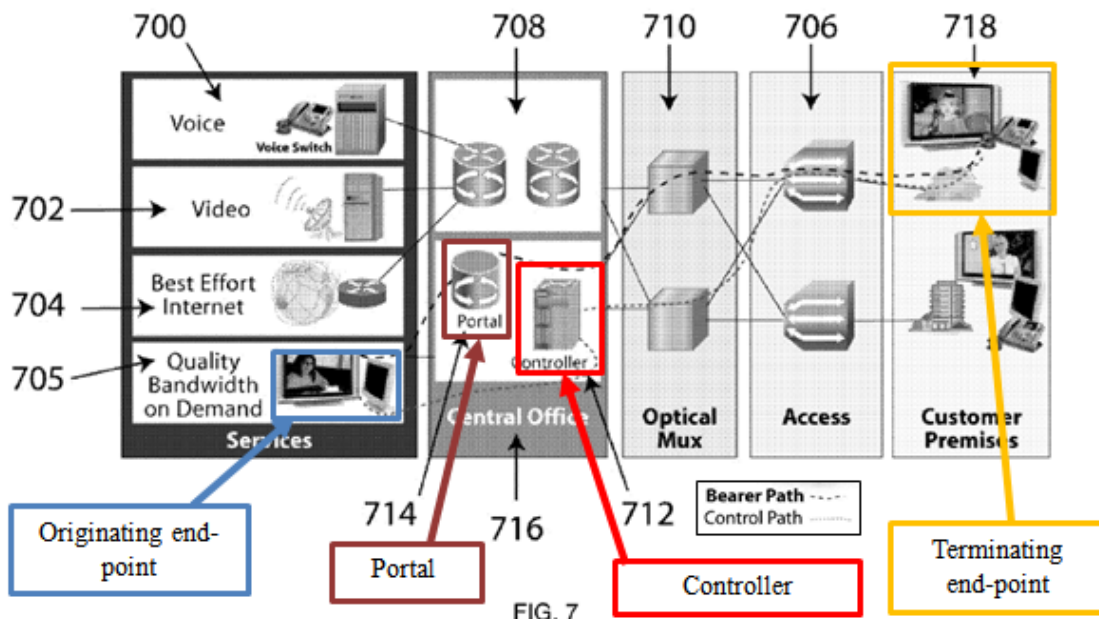 700
708
710
706
718
Voice
Voice Switch
702
Video
704
Best Effort
Internet
Portal
705
Quality
Bandwidth
on Demand
Controller
Services
Central Office
Optical
Mux
Access
Customer
Premises
714
716
712
Bearer Path
Control Path
Originating end-
point
Portal
Controller
Terminating
end-point
FIG. 7